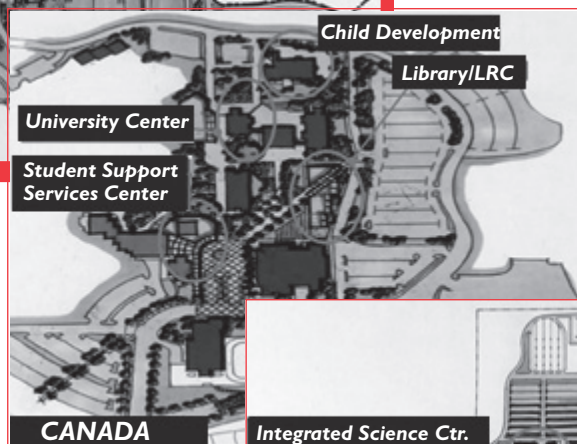 Child Development
Library/LRC
University Center
Student Support
Services Center
CANADA
Integrated Science Ctr.